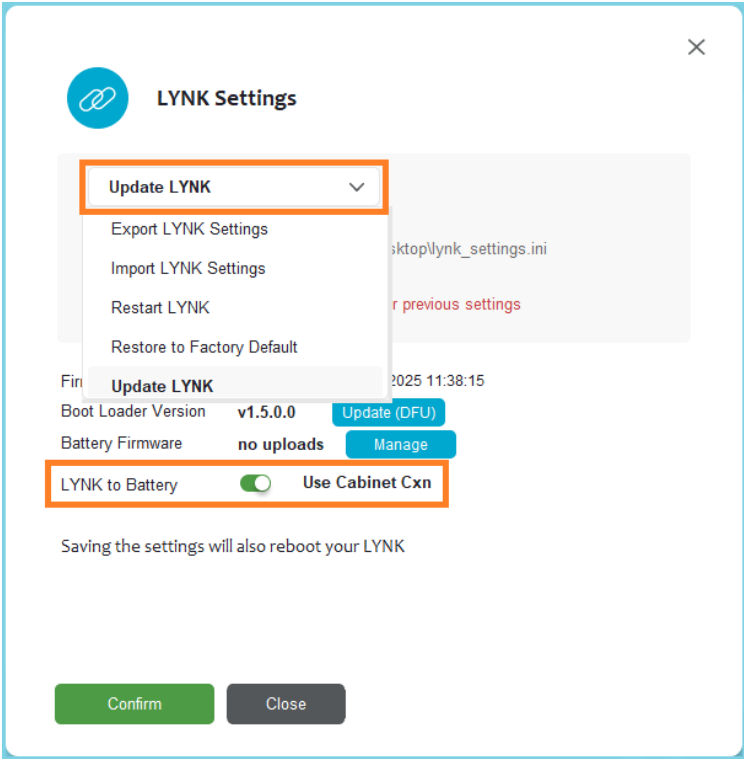 LYNK Settings
Update LYNK
Export LYNK Settings
sktop\lynk_settings.ini
Import LYNK Settings
Restart LYNK
previous settings
Restore to Factory Default
Update LYNK
2025 11:38:15
Boot Loader Version v1.5.0.0 Update (DFU)
Battery Firmware no uploads Manage
LYNK to Battery Use Cabinet Cxn
Saving the settings will also reboot your LYNK
Confirm Close